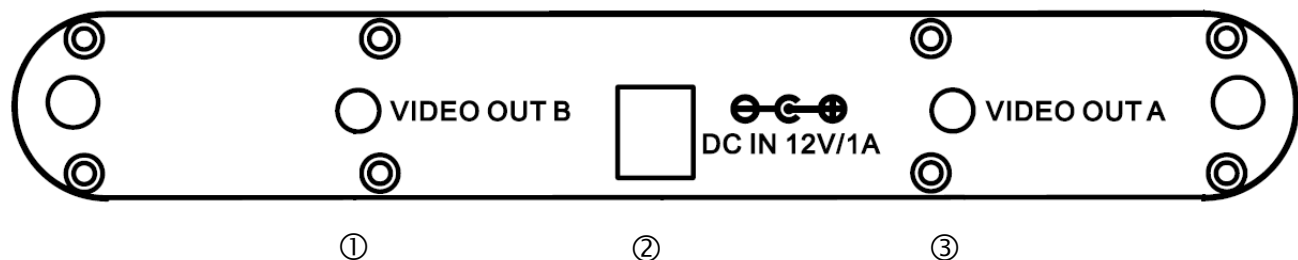 VIDEO OUT B
DC IN 12V/1A
VIDEO OUT A
① ② ③